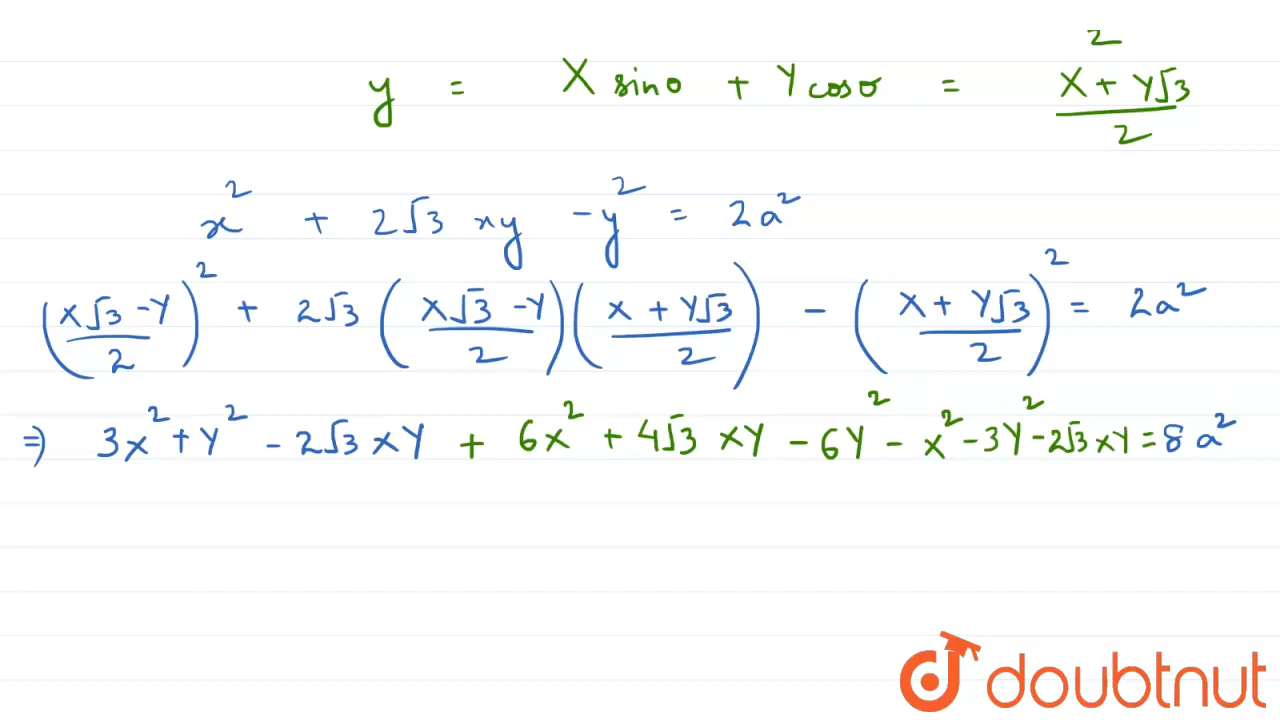 2
y = X sinθ + Y cosθ = (X + Y√3)/2
x² + 2√3 xy - y² = 2a²
((X√3 - Y)/2)² + 2√3 ((X√3 - Y)/2)((X + Y√3)/2) - ((X + Y√3)/2)² = 2a²
⇒ 3X² + Y² - 2√3 XY + 6X² + 4√3 XY - 6Y² - X² - 3Y² - 2√3 XY = 8a²
doubtnut